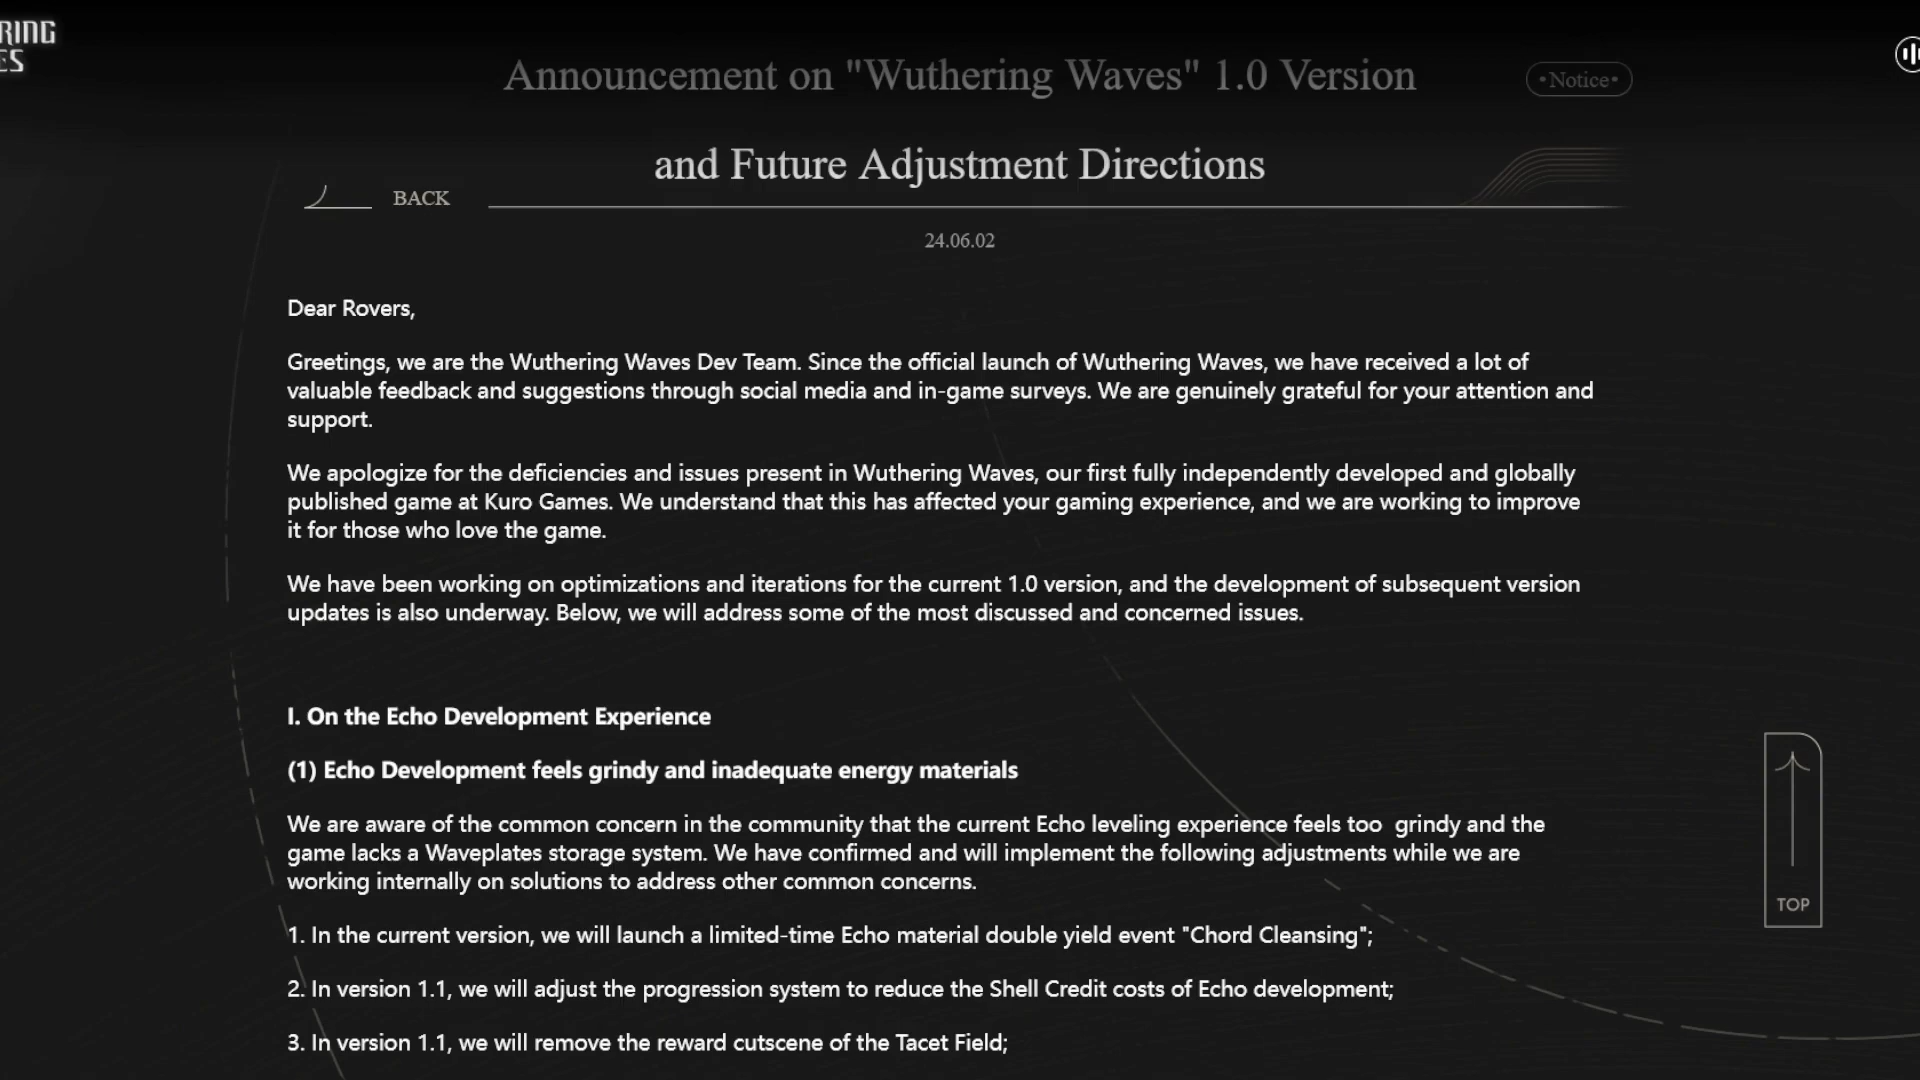 RING
ES
Announcement on "Wuthering Waves" 1.0 Version
•Notice•
and Future Adjustment Directions
BACK
24.06.02
Dear Rovers,
Greetings, we are the Wuthering Waves Dev Team. Since the official launch of Wuthering Waves, we have received a lot of
valuable feedback and suggestions through social media and in-game surveys. We are genuinely grateful for your attention and
support.
We apologize for the deficiencies and issues present in Wuthering Waves, our first fully independently developed and globally
published game at Kuro Games. We understand that this has affected your gaming experience, and we are working to improve
it for those who love the game.
We have been working on optimizations and iterations for the current 1.0 version, and the development of subsequent version
updates is also underway. Below, we will address some of the most discussed and concerned issues.
I. On the Echo Development Experience
(1) Echo Development feels grindy and inadequate energy materials
We are aware of the common concern in the community that the current Echo leveling experience feels too  grindy and the
game lacks a Waveplates storage system. We have confirmed and will implement the following adjustments while we are
working internally on solutions to address other common concerns.
1. In the current version, we will launch a limited-time Echo material double yield event "Chord Cleansing";
2. In version 1.1, we will adjust the progression system to reduce the Shell Credit costs of Echo development;
3. In version 1.1, we will remove the reward cutscene of the Tacet Field;
TOP